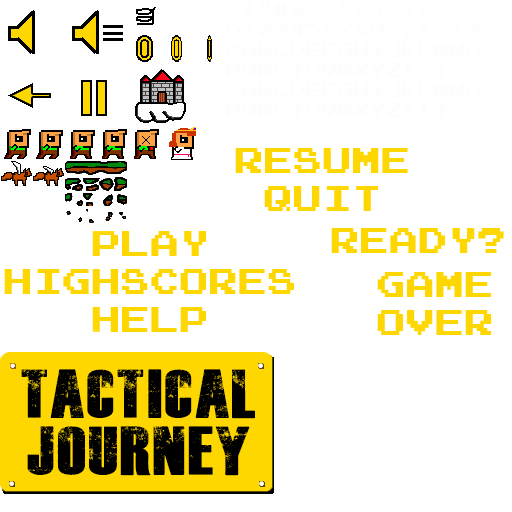 RESUME
QUIT
PLAY
READY?
HIGHSCORES
GAME
HELP
OVER
TACTICAL
JOURNEY